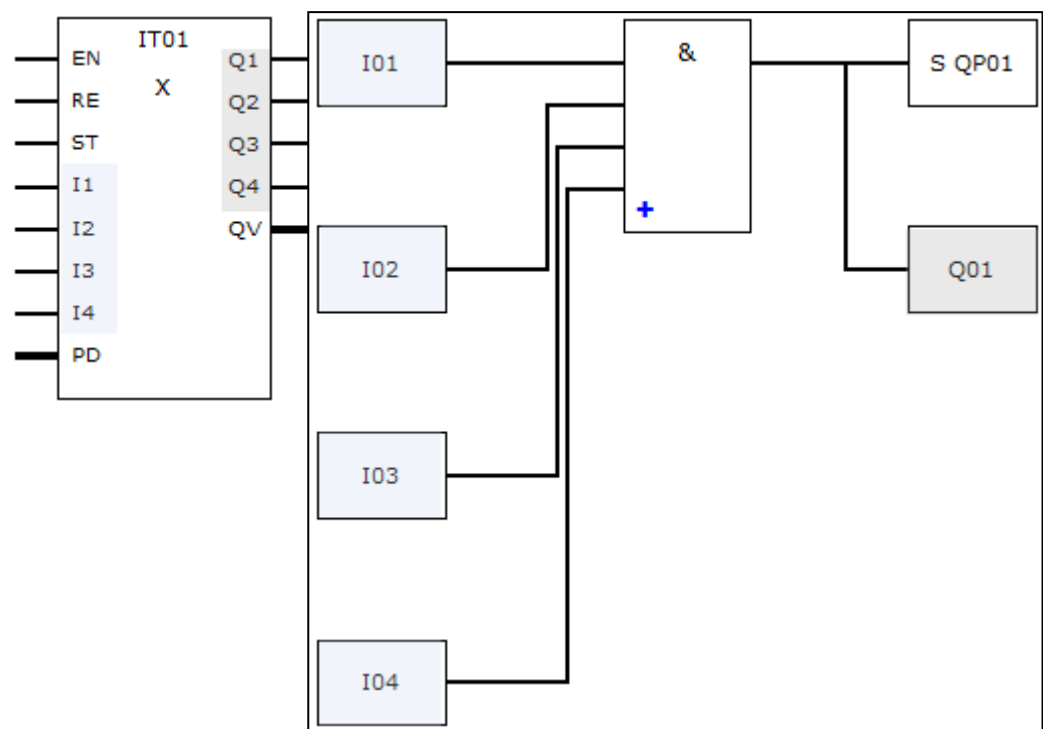 IT01
X
EN
RE
ST
I1
I2
I3
I4
PD
Q1
Q2
Q3
Q4
QV
I01
I02
I03
I04
&
+
S QP01
Q01